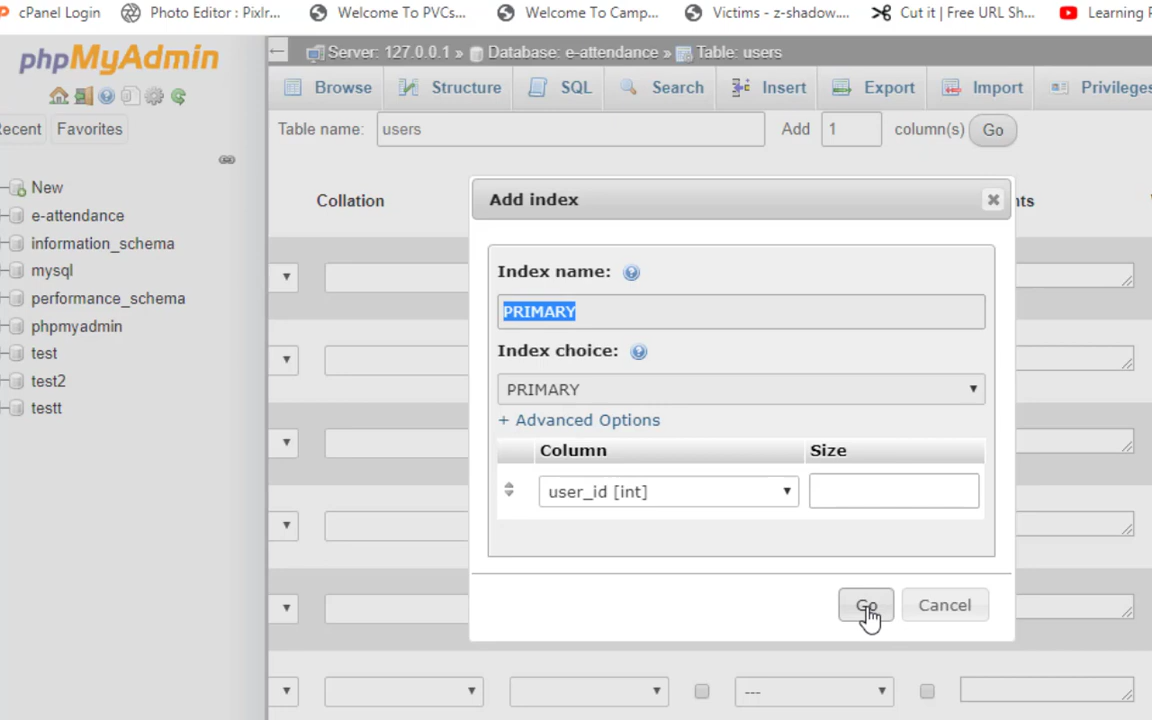 cPanel Login Photo Editor : Pixlr... Welcome To PVCs... Welcome To Camp... Victims - z-shadow.... Cut it | Free URL Sh... Learning P
phpMyAdmin
Server: 127.0.0.1 » Database: e-attendance » Table: users
Browse Structure SQL Search Insert Export Import Privileges
ecent Favorites
Table name: users Add 1 column(s) Go
New
e-attendance
information_schema
mysql
performance_schema
phpmyadmin
test
test2
testt
Collation
nts
Add index
Index name:
PRIMARY
Index choice:
PRIMARY
+ Advanced Options
Column Size
user_id [int]
Go Cancel
---